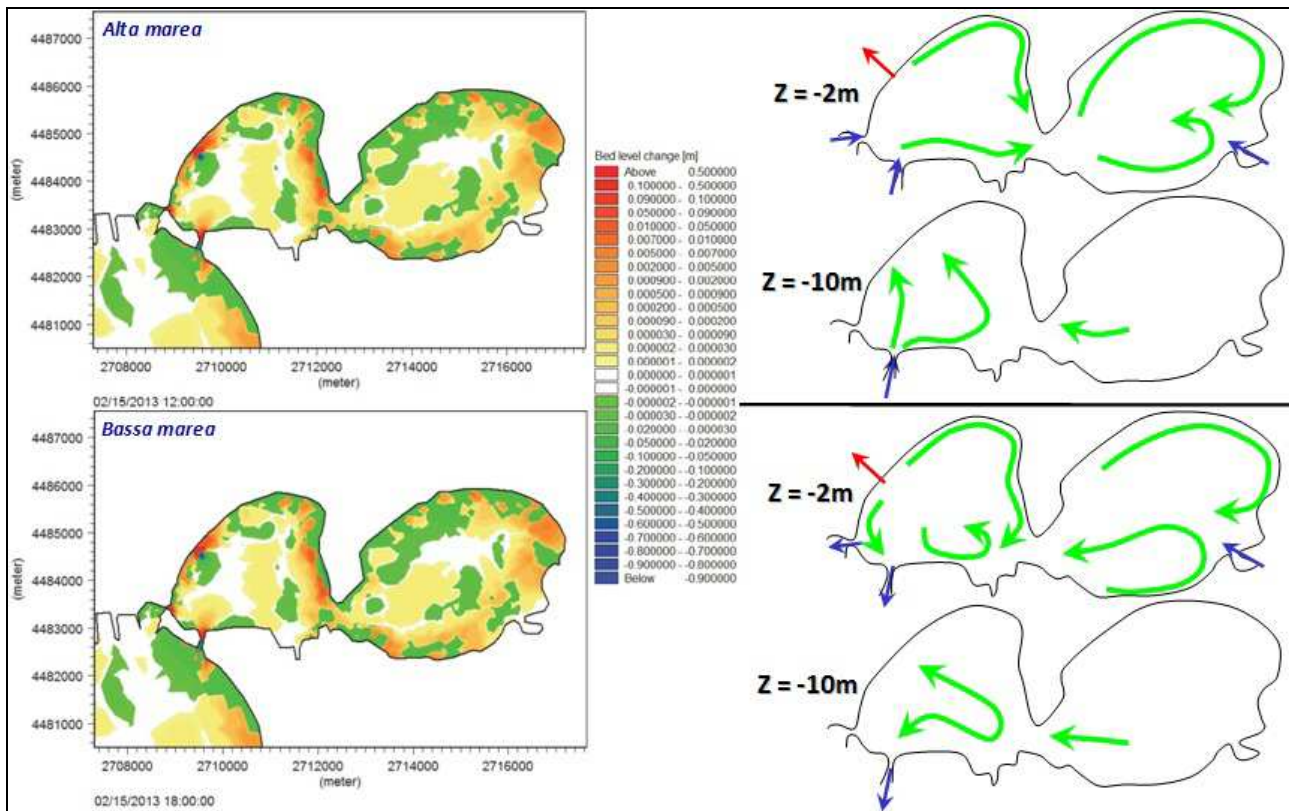 Alta marea
4487000
4486000
4485000
4484000
4483000
4482000
4481000
(meter)
2708000 2710000 2712000 2714000 2716000
(meter)
02/15/2013 12:00:00
Bassa marea
4487000
4486000
4485000
4484000
4483000
4482000
4481000
(meter)
2708000 2710000 2712000 2714000 2716000
(meter)
02/15/2013 18:00:00
Bed level change [m]
Above 0.500000
0.100000 - 0.500000
0.090000 - 0.100000
0.050000 - 0.090000
0.010000 - 0.050000
0.007000 - 0.010000
0.005000 - 0.007000
0.002000 - 0.005000
0.000900 - 0.002000
0.000500 - 0.000900
0.000200 - 0.000500
0.000090 - 0.000200
0.000030 - 0.000090
0.000002 - 0.000030
0.000001 - 0.000002
0.000000 - 0.000001
-0.000001 - 0.000000
-0.000002 - -0.000001
-0.000030 - -0.000002
-0.020000 - -0.000030
-0.050000 - -0.020000
-0.100000 - -0.050000
-0.200000 - -0.100000
-0.300000 - -0.200000
-0.400000 - -0.300000
-0.500000 - -0.400000
-0.600000 - -0.500000
-0.700000 - -0.600000
-0.800000 - -0.700000
-0.900000 - -0.800000
Below -0.900000
Z = -2m
Z = -10m
Z = -2m
Z = -10m